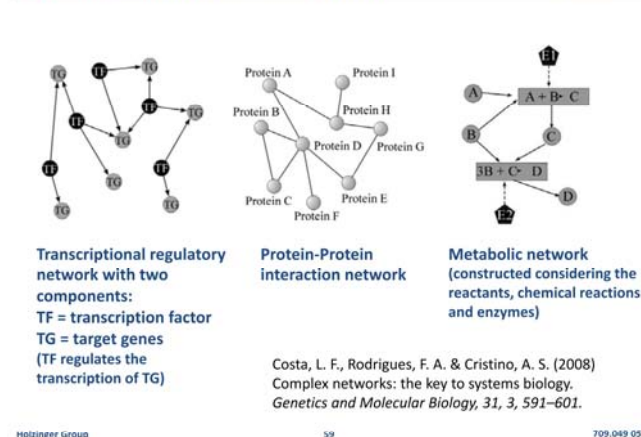 TG
TF
TG
TF
TF
TG
TG
TF
TF
TG
TG
TG
Protein A
Protein I
Protein B
Protein H
Protein D
Protein G
Protein C
Protein E
Protein F
E1
A
A + B‣ C
B
C
3B + C‣ D
D
E2
Transcriptional regulatory
network with two
components:
TF = transcription factor
TG = target genes
(TF regulates the
transcription of TG)
Protein-Protein
interaction network
Metabolic network
(constructed considering the
reactants, chemical reactions
and enzymes)
Costa, L. F., Rodrigues, F. A. & Cristino, A. S. (2008)
Complex networks: the key to systems biology.
Genetics and Molecular Biology, 31, 3, 591–601.
Holzinger Group
59
709.049 05